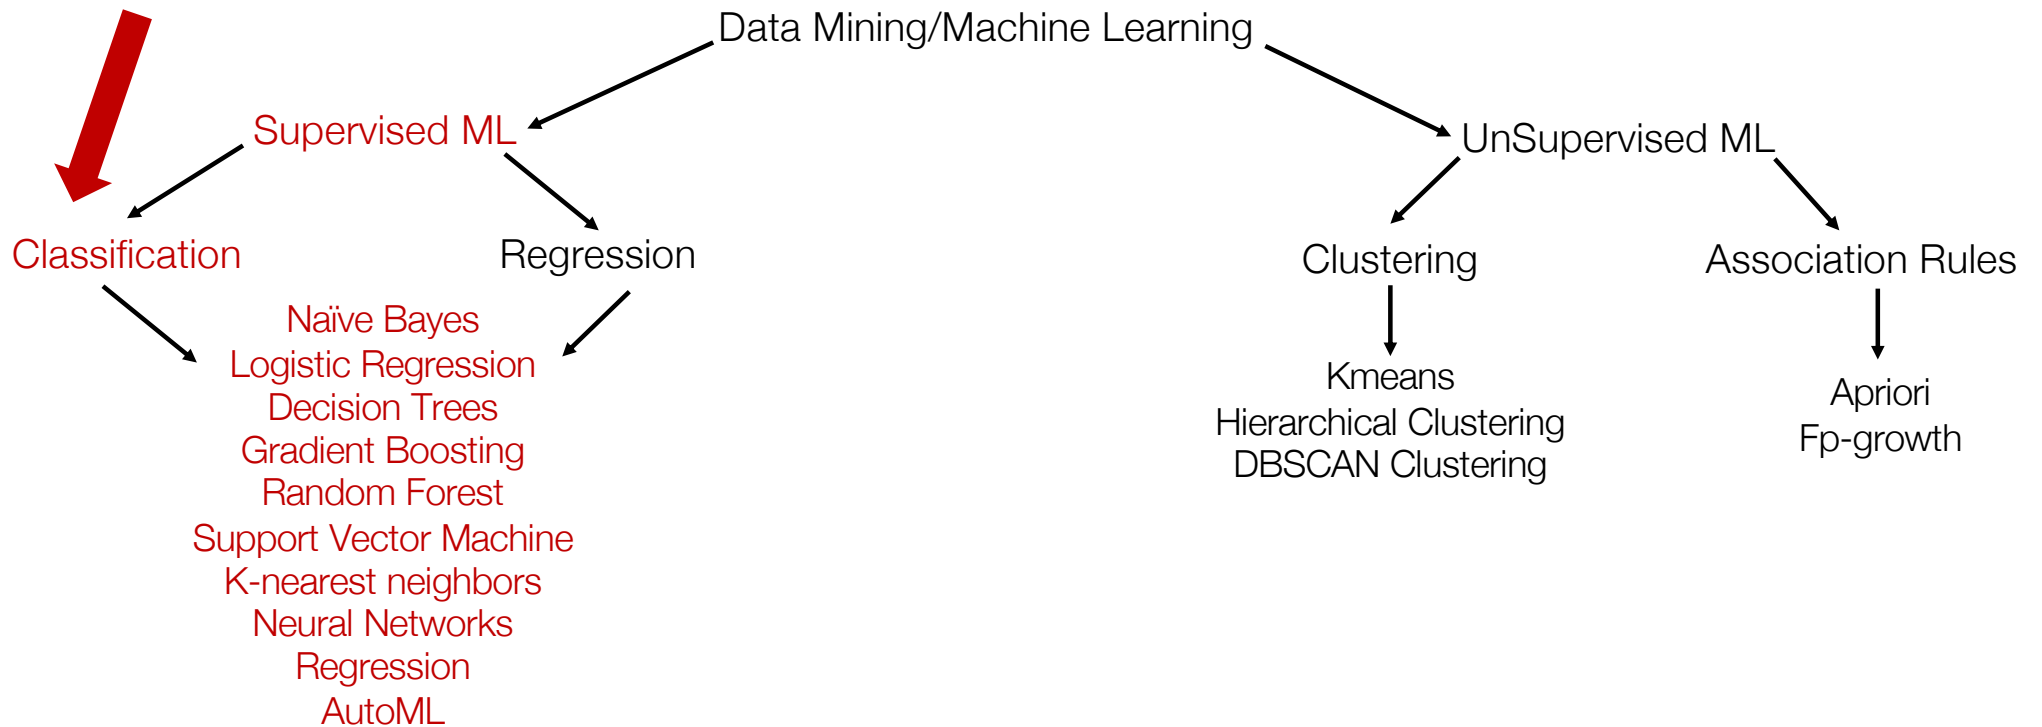 Data Mining/Machine Learning
Supervised ML
UnSupervised ML
Classification
Regression
Clustering
Association Rules
Naïve Bayes
Logistic Regression
Decision Trees
Gradient Boosting
Random Forest
Support Vector Machine
K-nearest neighbors
Neural Networks
Regression
AutoML
Kmeans
Hierarchical Clustering
DBSCAN Clustering
Apriori
Fp-growth